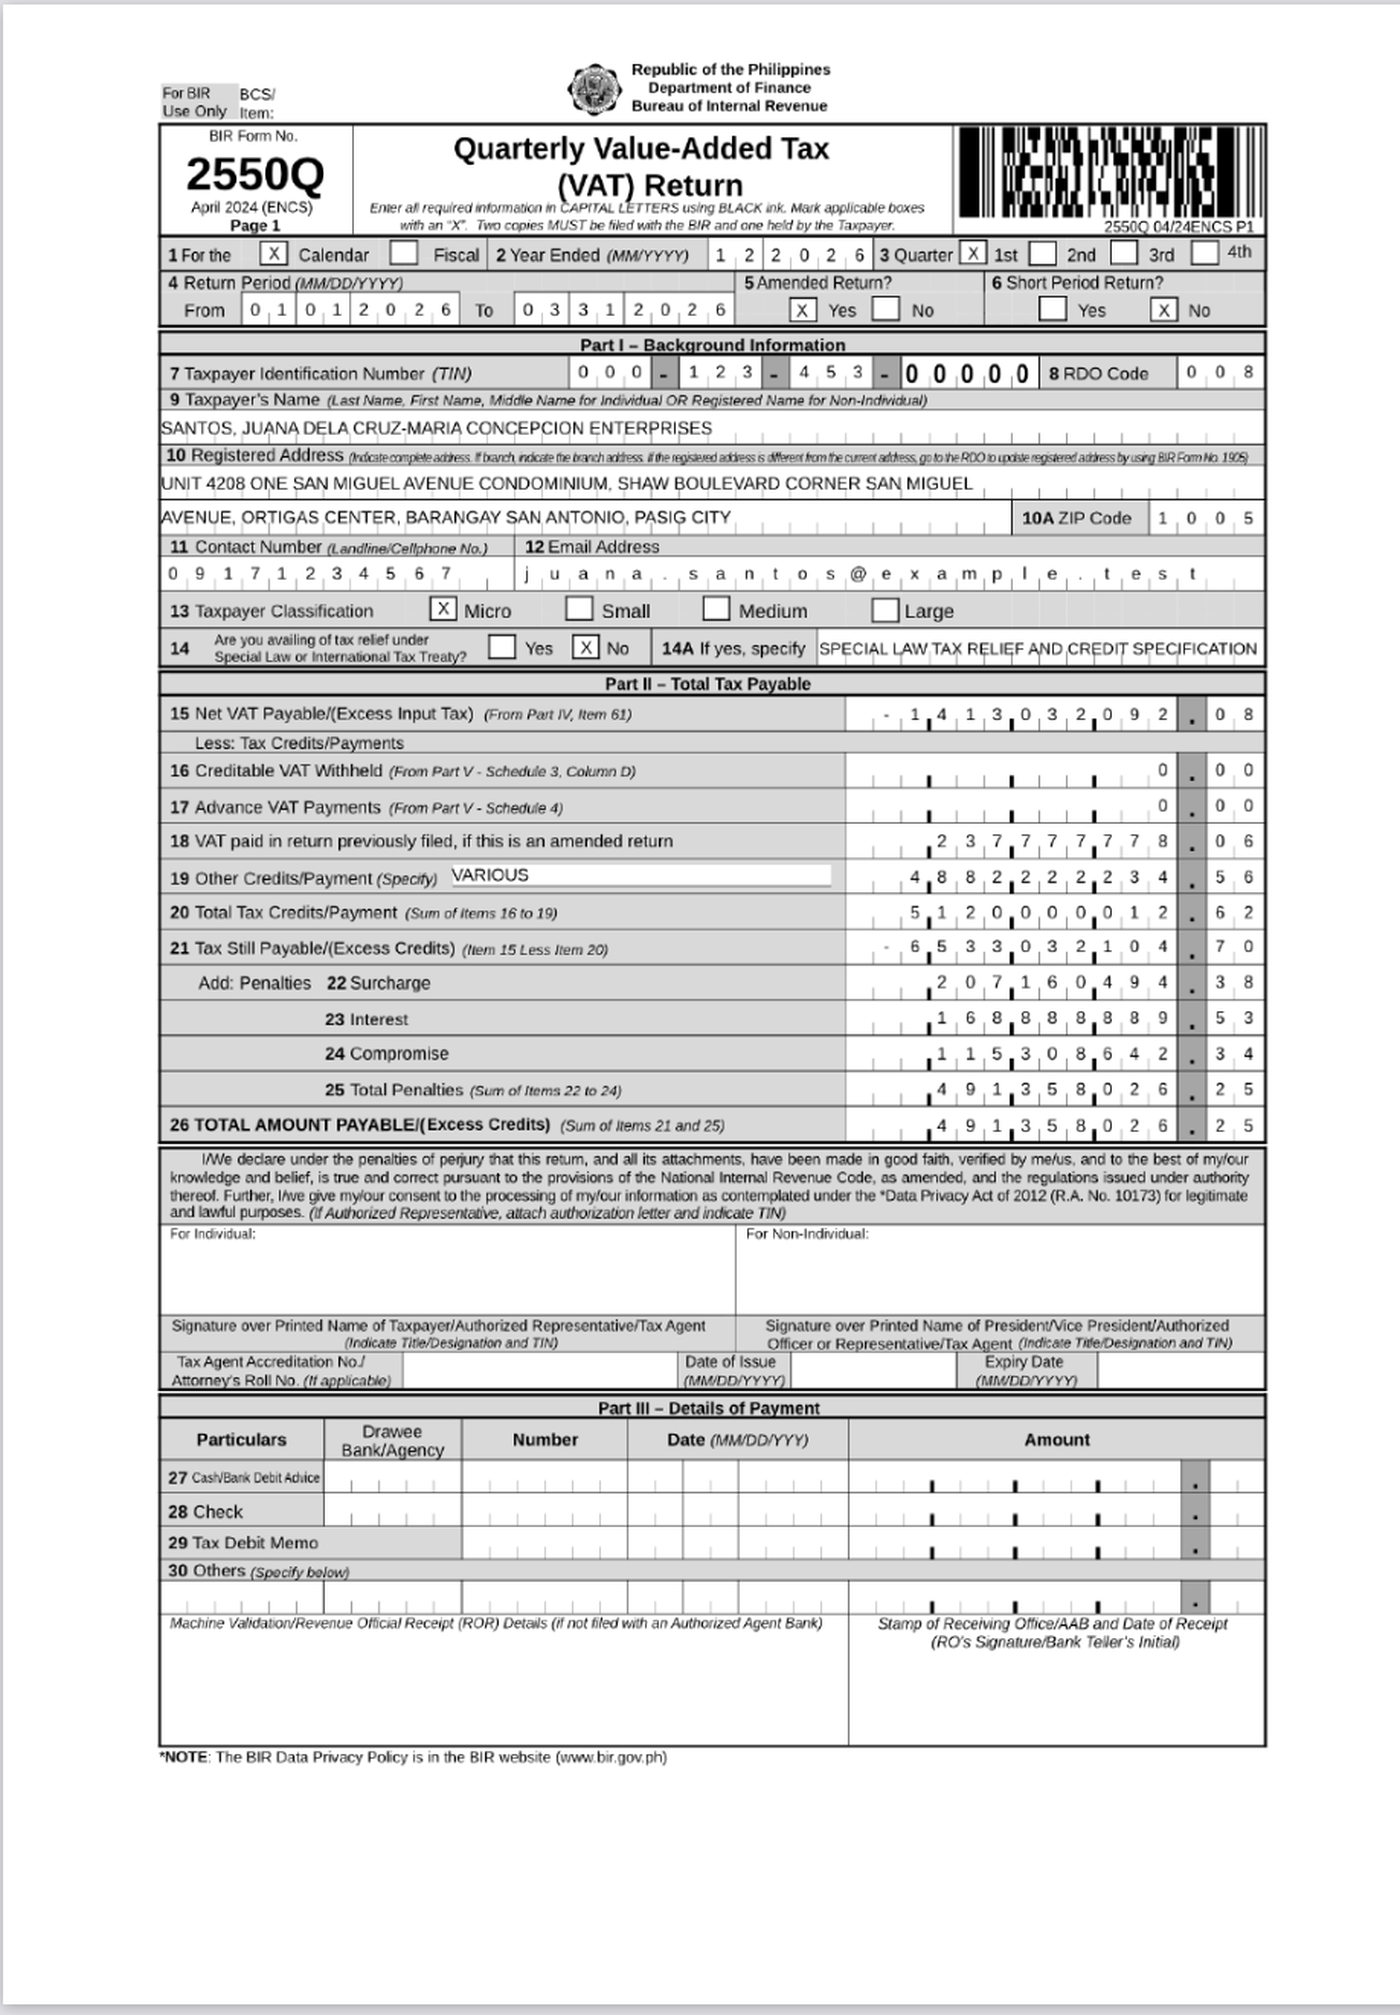 Republic of the Philippines
Department of Finance
Bureau of Internal Revenue
For BIR
Use Only
BCS/
Item:
BIR Form No.
2550Q
April 2024 (ENCS)
Page 1
Quarterly Value-Added Tax
(VAT) Return
Enter all required information in CAPITAL LETTERS using BLACK ink. Mark applicable boxes
with an "X". Two copies MUST be filed with the BIR and one held by the Taxpayer.
2550Q 04/24ENCS P1
1 For the X Calendar Fiscal 2 Year Ended (MM/YYYY) 1 2 2 0 2 6 3 Quarter X 1st 2nd 3rd 4th
4 Return Period (MM/DD/YYYY) 5 Amended Return? 6 Short Period Return?
From 0 1 0 1 2 0 2 6 To 0 3 3 1 2 0 2 6 X Yes No Yes X No
Part I – Background Information
7 Taxpayer Identification Number (TIN) 0 0 0 - 1 2 3 - 4 5 3 - 0 0 0 0 0 8 RDO Code 0 0 8
9 Taxpayer's Name (Last Name, First Name, Middle Name for Individual OR Registered Name for Non-Individual)
SANTOS, JUANA DELA CRUZ-MARIA CONCEPCION ENTERPRISES
10 Registered Address (Indicate complete address. If branch, indicate the branch address. If the registered address is different from the current address, go to the RDO to update registered address by using BIR Form No. 1905)
UNIT 4208 ONE SAN MIGUEL AVENUE CONDOMINIUM, SHAW BOULEVARD CORNER SAN MIGUEL
AVENUE, ORTIGAS CENTER, BARANGAY SAN ANTONIO, PASIG CITY 10A ZIP Code 1 0 0 5
11 Contact Number (Landline/Cellphone No.) 12 Email Address
0 9 1 7 1 2 3 4 5 6 7 j u a n a . s a n t o s @ e x a m p l e . t e s t
13 Taxpayer Classification X Micro Small Medium Large
14 Are you availing of tax relief under
Special Law or International Tax Treaty? Yes X No 14A If yes, specify SPECIAL LAW TAX RELIEF AND CREDIT SPECIFICATION
Part II – Total Tax Payable
15 Net VAT Payable/(Excess Input Tax) (From Part IV, Item 61) - 1 4 1 3 0 3 2 0 9 2 . 0 8
Less: Tax Credits/Payments
16 Creditable VAT Withheld (From Part V - Schedule 3, Column D) 0 . 0 0
17 Advance VAT Payments (From Part V - Schedule 4) 0 . 0 0
18 VAT paid in return previously filed, if this is an amended return 2 3 7 7 7 7 7 7 8 . 0 6
19 Other Credits/Payment (Specify) VARIOUS 4 8 8 2 2 2 2 2 3 4 . 5 6
20 Total Tax Credits/Payment (Sum of Items 16 to 19) 5 1 2 0 0 0 0 0 1 2 . 6 2
21 Tax Still Payable/(Excess Credits) (Item 15 Less Item 20) - 6 5 3 3 0 3 2 1 0 4 . 7 0
Add: Penalties 22 Surcharge 2 0 7 1 6 0 4 9 4 . 3 8
23 Interest 1 6 8 8 8 8 8 8 9 . 5 3
24 Compromise 1 1 5 3 0 8 6 4 2 . 3 4
25 Total Penalties (Sum of Items 22 to 24) 4 9 1 3 5 8 0 2 6 . 2 5
26 TOTAL AMOUNT PAYABLE/(Excess Credits) (Sum of Items 21 and 25) 4 9 1 3 5 8 0 2 6 . 2 5
I/We declare under the penalties of perjury that this return, and all its attachments, have been made in good faith, verified by me/us, and to the best of my/our
knowledge and belief, is true and correct pursuant to the provisions of the National Internal Revenue Code, as amended, and the regulations issued under authority
thereof. Further, I/we give my/our consent to the processing of my/our information as contemplated under the *Data Privacy Act of 2012 (R.A. No. 10173) for legitimate
and lawful purposes. (If Authorized Representative, attach authorization letter and indicate TIN)
For Individual: For Non-Individual:
Signature over Printed Name of Taxpayer/Authorized Representative/Tax Agent
(Indicate Title/Designation and TIN)
Signature over Printed Name of President/Vice President/Authorized
Officer or Representative/Tax Agent (Indicate Title/Designation and TIN)
Tax Agent Accreditation No./
Attorney's Roll No. (If applicable)
Date of Issue
(MM/DD/YYYY)
Expiry Date
(MM/DD/YYYY)
Part III – Details of Payment
Particulars Drawee
Bank/Agency Number Date (MM/DD/YYY) Amount
27 Cash/Bank Debit Advice .
28 Check .
29 Tax Debit Memo .
30 Others (Specify below)
.
Machine Validation/Revenue Official Receipt (ROR) Details (if not filed with an Authorized Agent Bank)
Stamp of Receiving Office/AAB and Date of Receipt
(RO's Signature/Bank Teller's Initial)
*NOTE: The BIR Data Privacy Policy is in the BIR website (www.bir.gov.ph)